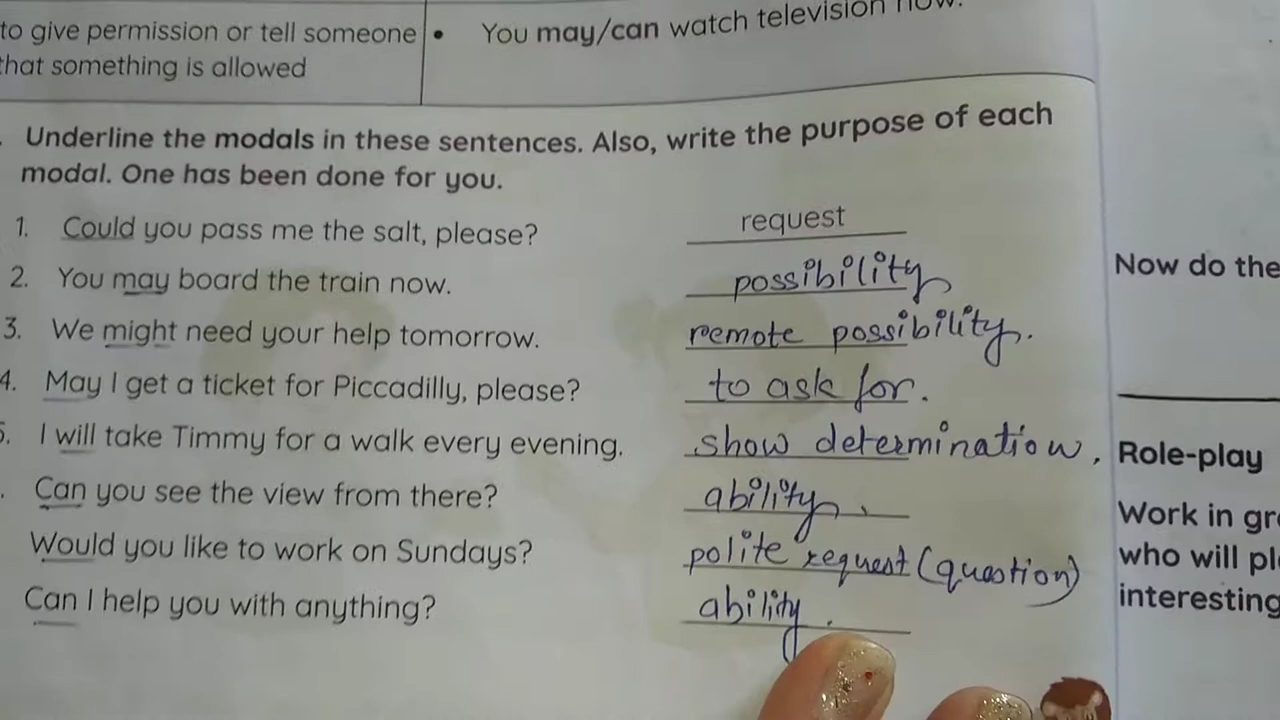 to give permission or tell someone
that something is allowed
• You may/can watch television now.
Underline the modals in these sentences. Also, write the purpose of each
modal. One has been done for you.
1. Could you pass me the salt, please? request
2. You may board the train now. possibility
3. We might need your help tomorrow. remote possibility.
4. May I get a ticket for Piccadilly, please? to ask for.
5. I will take Timmy for a walk every evening. show determination.
Can you see the view from there? ability.
Would you like to work on Sundays? polite request (question)
Can I help you with anything? ability.
Now do the
Role-play
Work in
who will
interesting